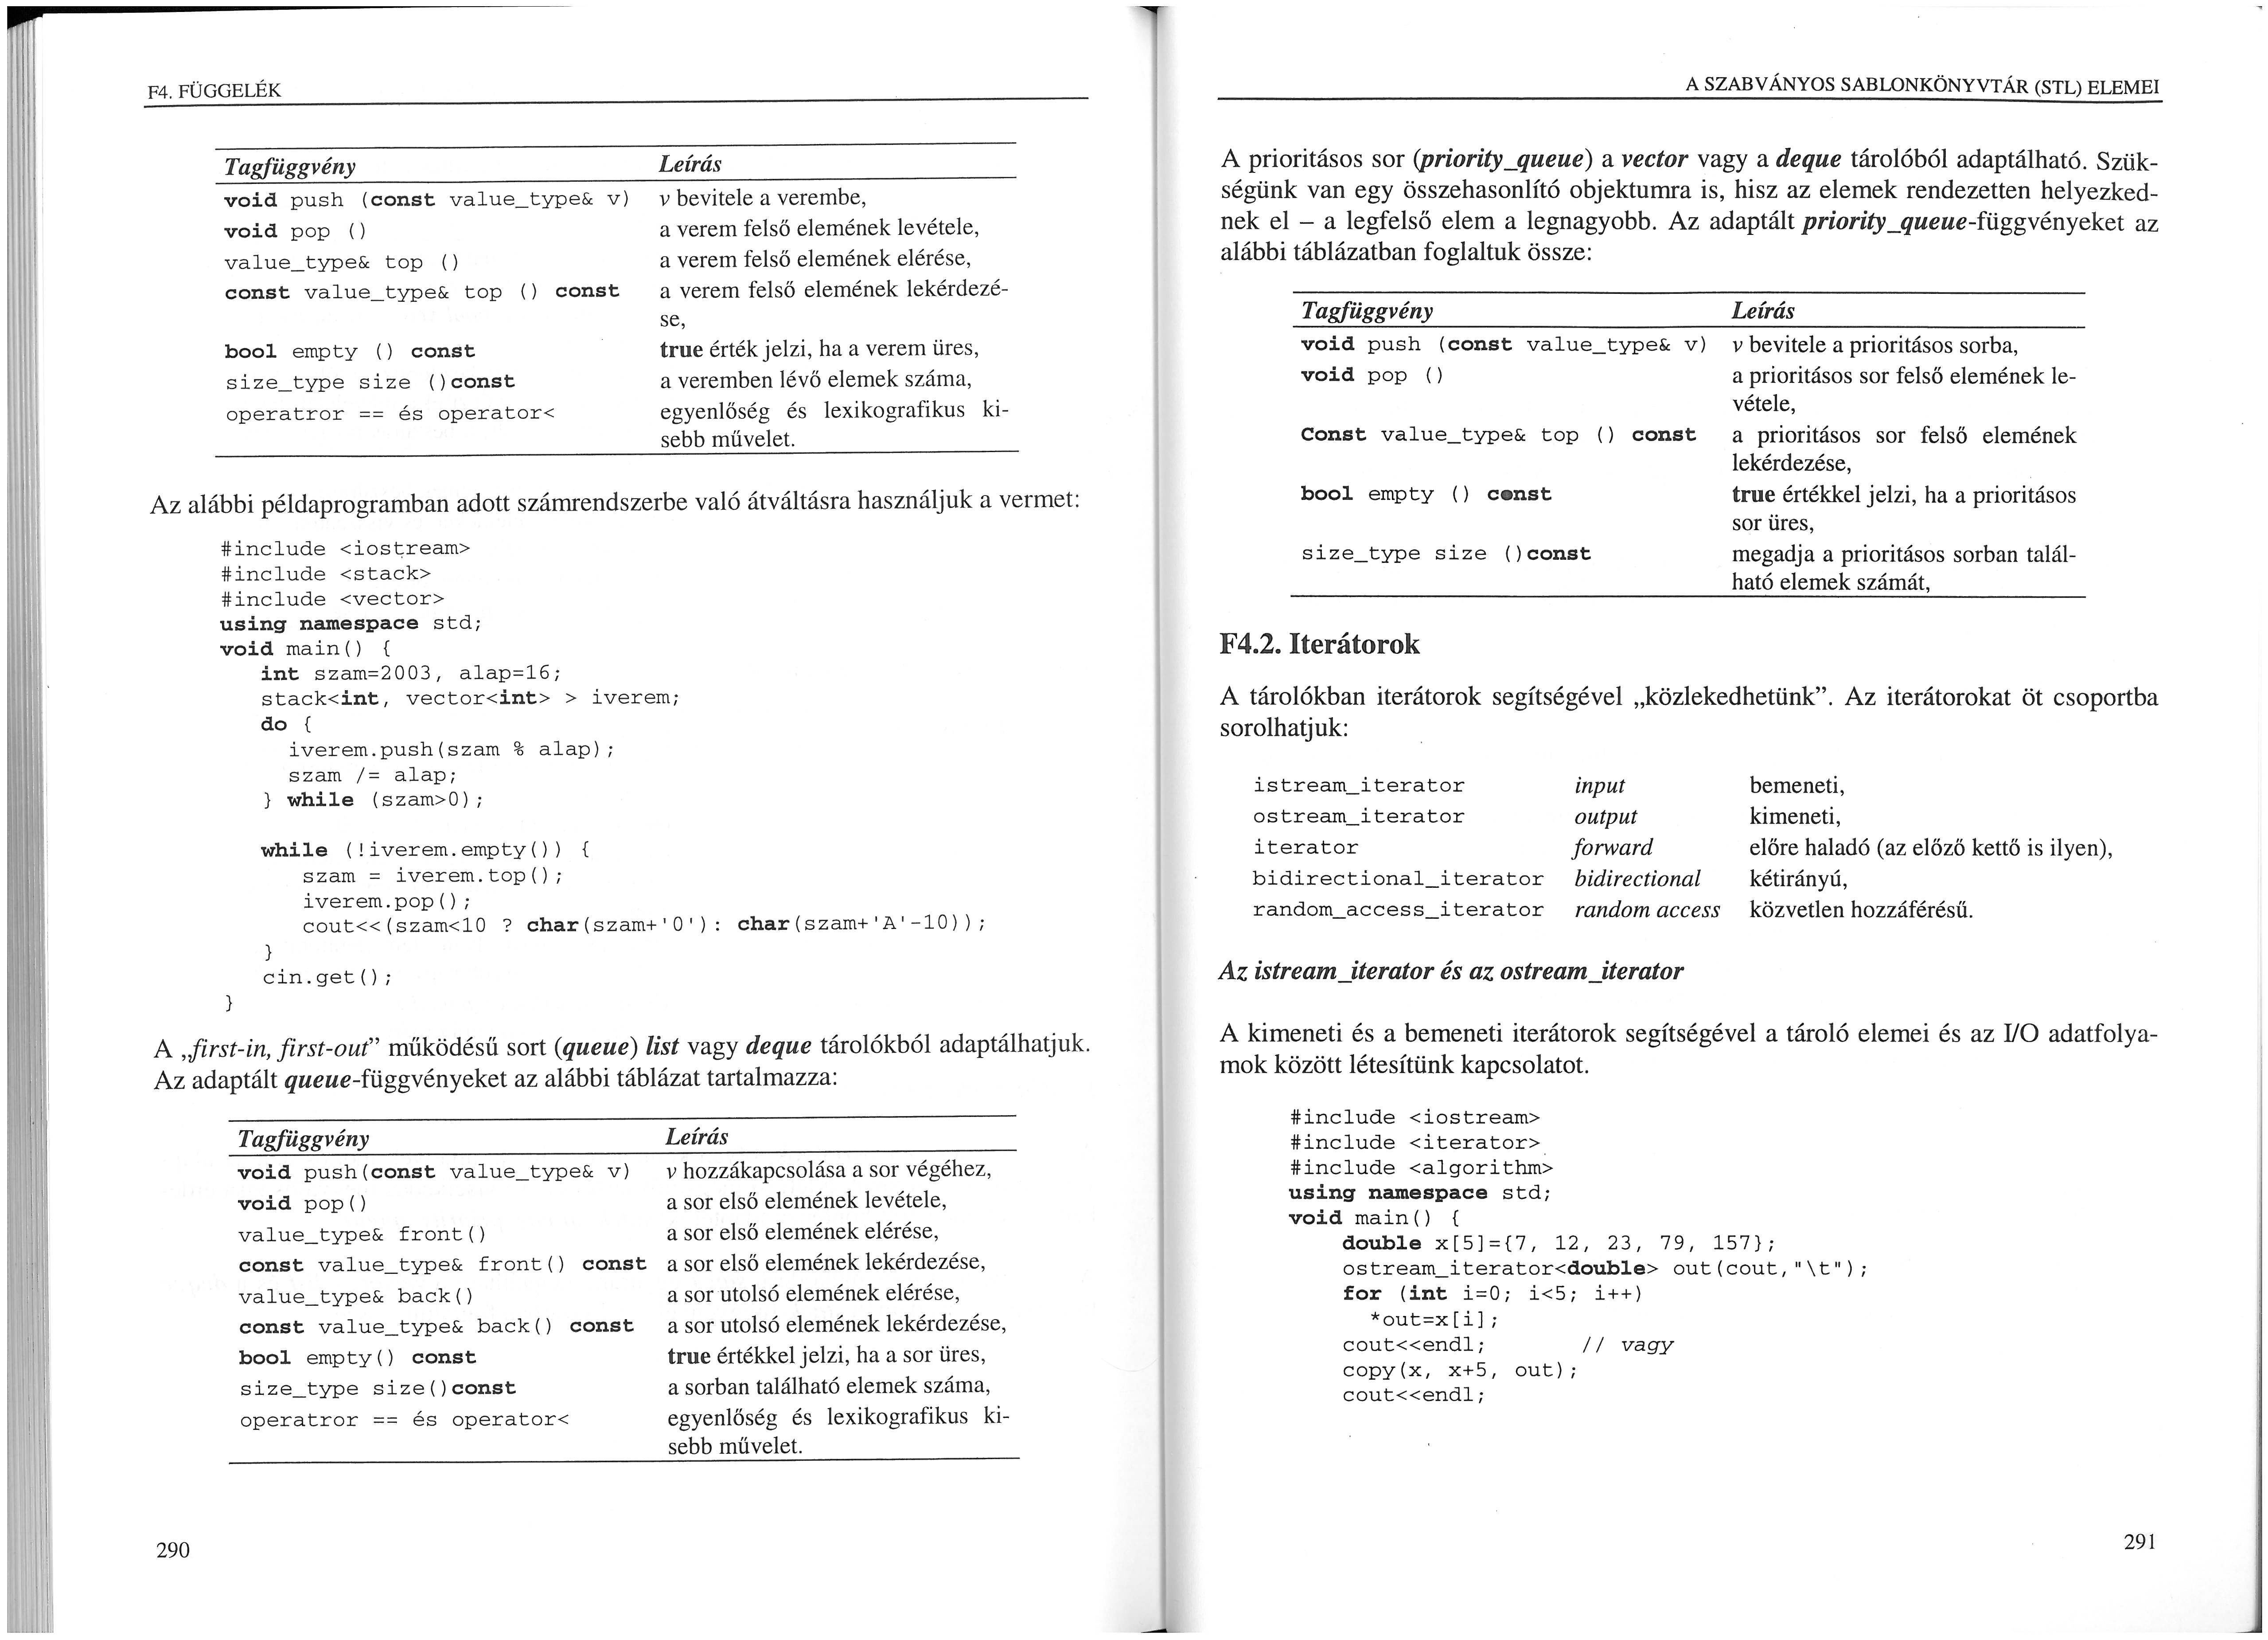 F4. FÜGGELÉK
Tagfüggvény Leírás
void push (const value_type& v) v bevitele a verembe,
void pop () a verem felső elemének levétele,
value_type& top () a verem felső elemének elérése,
const value_type& top () const a verem felső elemének lekérdezé-
se,
bool empty () const true érték jelzi, ha a verem üres,
size_type size ()const a veremben lévő elemek száma,
operatror == és operator< egyenlőség és lexikografikus ki-
sebb művelet.
Az alábbi példaprogramban adott számrendszerbe való átváltásra használjuk a vermet:
#include <iostream>
#include <stack>
#include <vector>
using namespace std;
void main() {
int szam=2003, alap=16;
stack<int, vector<int> > iverem;
do {
iverem.push(szam % alap);
szam /= alap;
} while (szam>0);
while (!iverem.empty()) {
szam = iverem.top();
iverem.pop();
cout<<(szam<10 ? char(szam+'0'): char(szam+'A'-10));
}
cin.get();
}
A „first-in, first-out” működésű sort (queue) list vagy deque tárolókból adaptálhatjuk.
Az adaptált queue-függvényeket az alábbi táblázat tartalmazza:
Tagfüggvény Leírás
void push(const value_type& v) v hozzákapcsolása a sor végéhez,
void pop() a sor első elemének levétele,
value_type& front() a sor első elemének elérése,
const value_type& front() const a sor első elemének lekérdezése,
value_type& back() a sor utolsó elemének elérése,
const value_type& back() const a sor utolsó elemének lekérdezése,
bool empty() const true értékkel jelzi, ha a sor üres,
size_type size()const a sorban található elemek száma,
operatror == és operator< egyenlőség és lexikografikus ki-
sebb művelet.
290
A SZABVÁNYOS SABLONKÖNYVTÁR (STL) ELEMEI
A prioritásos sor (priority_queue) a vector vagy a deque tárolóból adaptálható. Szük-
ségünk van egy összehasonlító objektumra is, hisz az elemek rendezetten helyezked-
nek el – a legfelső elem a legnagyobb. Az adaptált priority_queue-függvényeket az
alábbi táblázatban foglaltuk össze:
Tagfüggvény Leírás
void push (const value_type& v) v bevitele a prioritásos sorba,
void pop () a prioritásos sor felső elemének le-
vétele,
Const value_type& top () const a prioritásos sor felső elemének
lekérdezése,
bool empty () const true értékkel jelzi, ha a prioritásos
sor üres,
size_type size ()const megadja a prioritásos sorban talál-
ható elemek számát,
F4.2. Iterátorok
A tárolókban iterátorok segítségével „közlekedhetünk”. Az iterátorokat öt csoportba
sorolhatjuk:
istream_iterator input bemeneti,
ostream_iterator output kimeneti,
iterator forward előre haladó (az előző kettő is ilyen),
bidirectional_iterator bidirectional kétirányú,
random_access_iterator random access közvetlen hozzáférésű.
Az istream_iterator és az ostream_iterator
A kimeneti és a bemeneti iterátorok segítségével a tároló elemei és az I/O adatfolya-
mok között létesítünk kapcsolatot.
#include <iostream>
#include <iterator>
#include <algorithm>
using namespace std;
void main() {
double x[5]={7, 12, 23, 79, 157};
ostream_iterator<double> out(cout,"\t");
for (int i=0; i<5; i++)
*out=x[i];
cout<<endl; // vagy
copy(x, x+5, out);
cout<<endl;
291